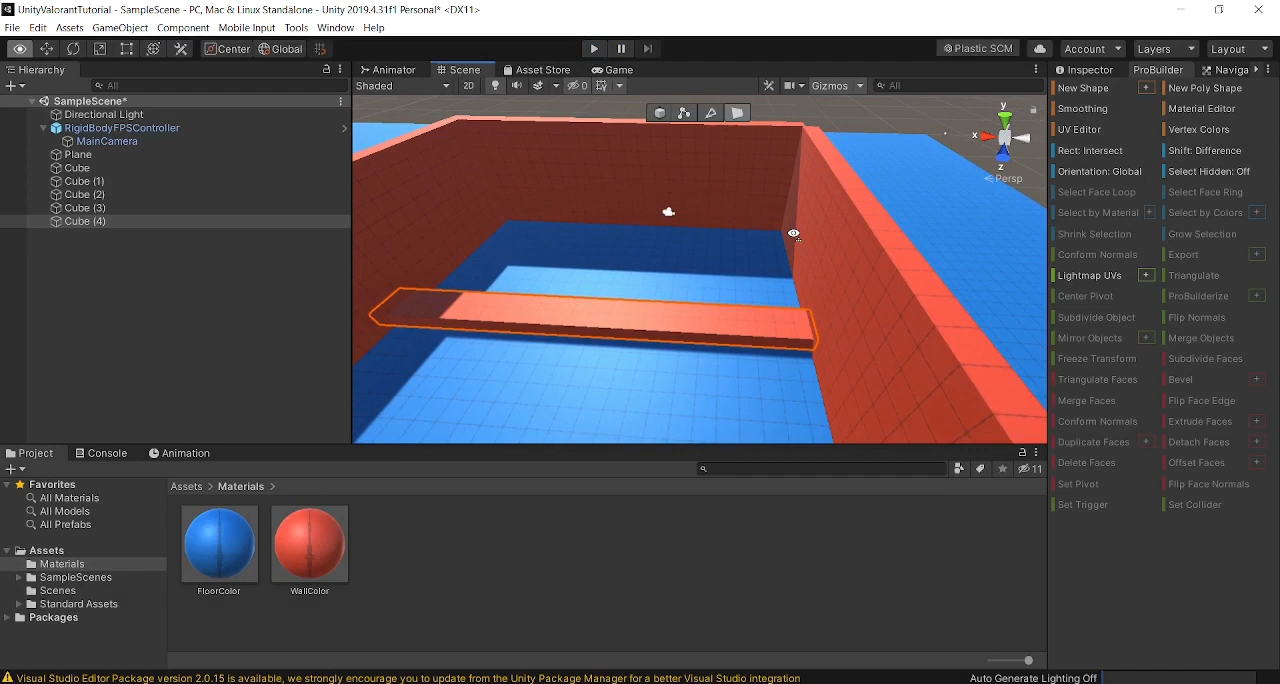 UnityValorantTutorial - SampleScene - PC, Mac & Linux Standalone - Unity 2019.4.31f1 Personal* <DX11>
File Edit Assets GameObject Component Mobile Input Tools Window Help
Center Global Plastic SCM Account Layers Layout
Hierarchy Animator Scene Asset Store Game Inspector ProBuilder Naviga
All Shaded 2D 0 Gizmos All
SampleScene*
Directional Light
RigidBodyFPSController
MainCamera
Plane
Cube
Cube (1)
Cube (2)
Cube (3)
Cube (4)
y
x
z
Persp
New Shape + New Poly Shape
Smoothing Material Editor
UV Editor Vertex Colors
Rect: Intersect Shift: Difference
Orientation: Global Select Hidden: Off
Select Face Loop Select Face Ring
Select by Material + Select by Colors +
Shrink Selection Grow Selection
Conform Normals Export +
Lightmap UVs + Triangulate
Center Pivot ProBuilderize +
Subdivide Object Flip Normals
Mirror Objects + Merge Objects
Freeze Transform Subdivide Faces
Triangulate Faces Bevel +
Merge Faces Flip Face Edge
Conform Normals Extrude Faces +
Duplicate Faces + Detach Faces +
Delete Faces Offset Faces +
Set Pivot Flip Face Normals
Set Trigger Set Collider
Project Console Animation
11
Favorites
All Materials
All Models
All Prefabs
Assets
Materials
SampleScenes
Scenes
Standard Assets
Packages
Assets > Materials >
FloorColor WallColor
Visual Studio Editor Package version 2.0.15 is available, we strongly encourage you to update from the Unity Package Manager for a better Visual Studio integration
Auto Generate Lighting Off